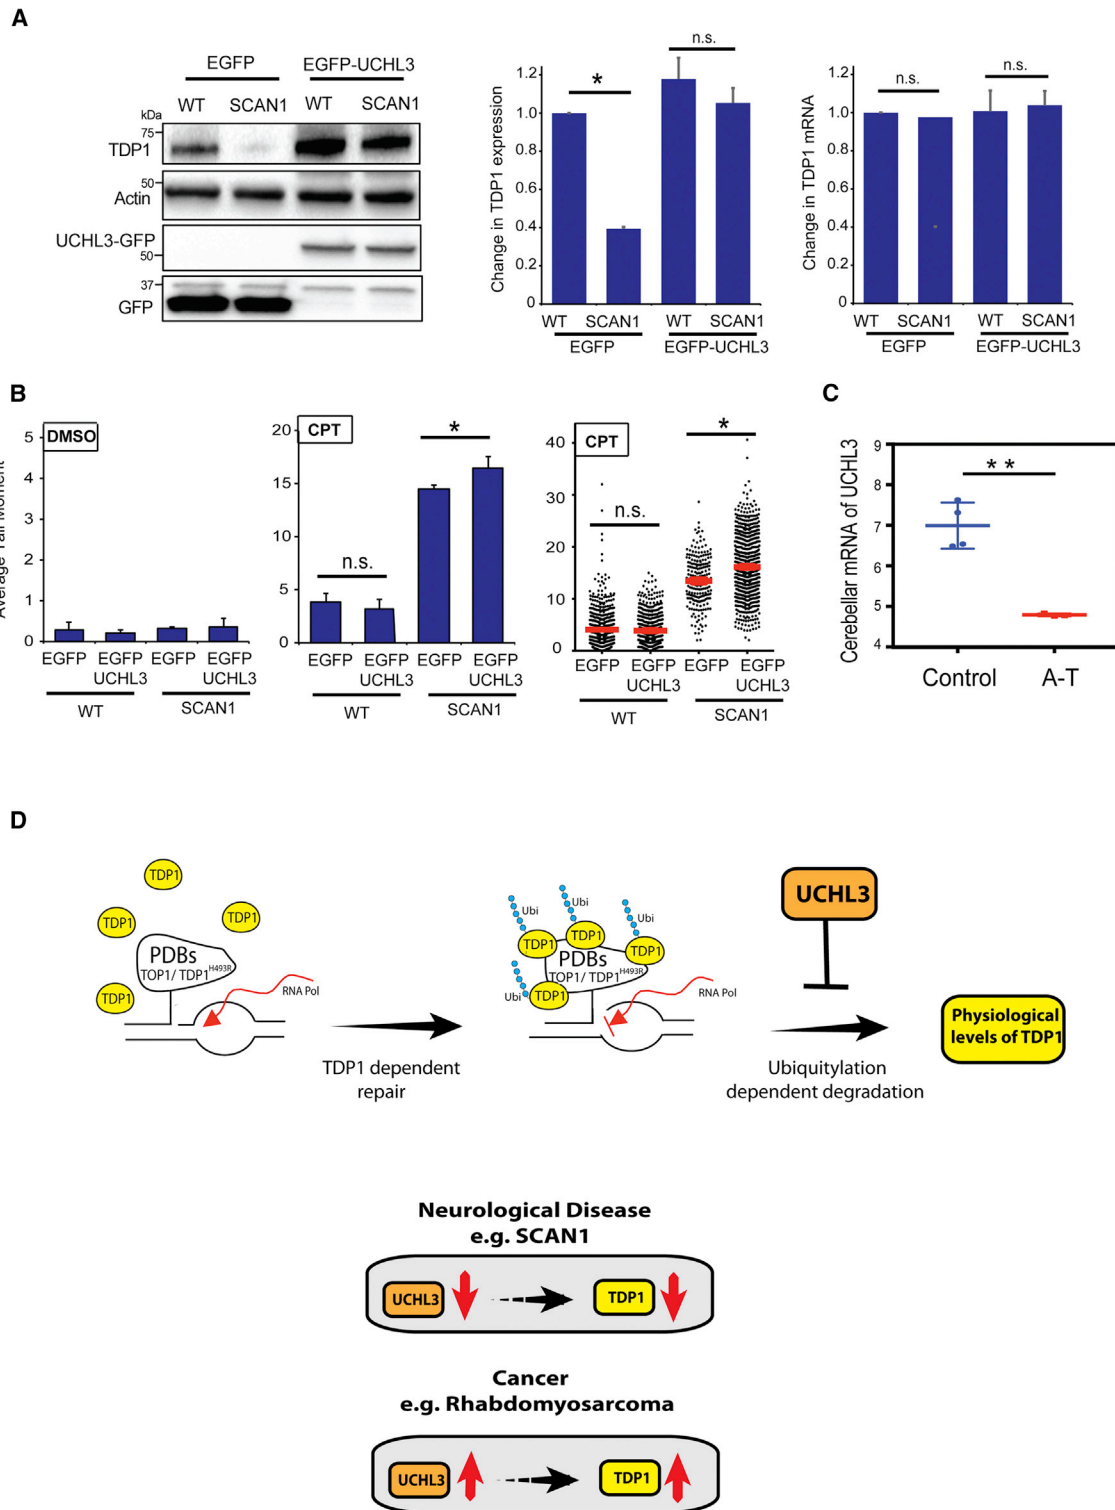 A
EGFP
EGFP-UCHL3
WT
SCAN1
WT
SCAN1
kDa
75
TDP1
50
Actin
UCHL3-GFP
50
37
GFP
Change in TDP1 expression
1.2
1.0
0.8
0.6
0.4
0.2
0
*
n.s.
WT
SCAN1
WT
SCAN1
EGFP
EGFP-UCHL3
Change in TDP1 mRNA
1.2
1.0
0.8
0.6
0.4
0.2
0
n.s.
n.s.
WT
SCAN1
WT
SCAN1
EGFP
EGFP-UCHL3
B
Average Tail Moment
DMSO
5
4
3
2
1
0
EGFP
EGFP
UCHL3
EGFP
EGFP
UCHL3
WT
SCAN1
CPT
20
15
10
5
0
n.s.
*
EGFP
EGFP
UCHL3
EGFP
EGFP
UCHL3
WT
SCAN1
CPT
40
30
20
10
0
n.s.
*
EGFP
EGFP
UCHL3
EGFP
EGFP
UCHL3
WT
SCAN1
C
Cerebellar mRNA of UCHL3
9
8
7
6
5
4
**
Control
A-T
D
TDP1
TDP1
TDP1
TDP1
PDBs
TOP1/ TDP1H493R
RNA Pol
TDP1 dependent
repair
Ubi
Ubi
Ubi
Ubi
TDP1
TDP1
TDP1
TDP1
PDBs
TOP1/ TDP1H493R
RNA Pol
UCHL3
Ubiquitylation
dependent degradation
Physiological
levels of TDP1
Neurological Disease
e.g. SCAN1
UCHL3
TDP1
Cancer
e.g. Rhabdomyosarcoma
UCHL3
TDP1